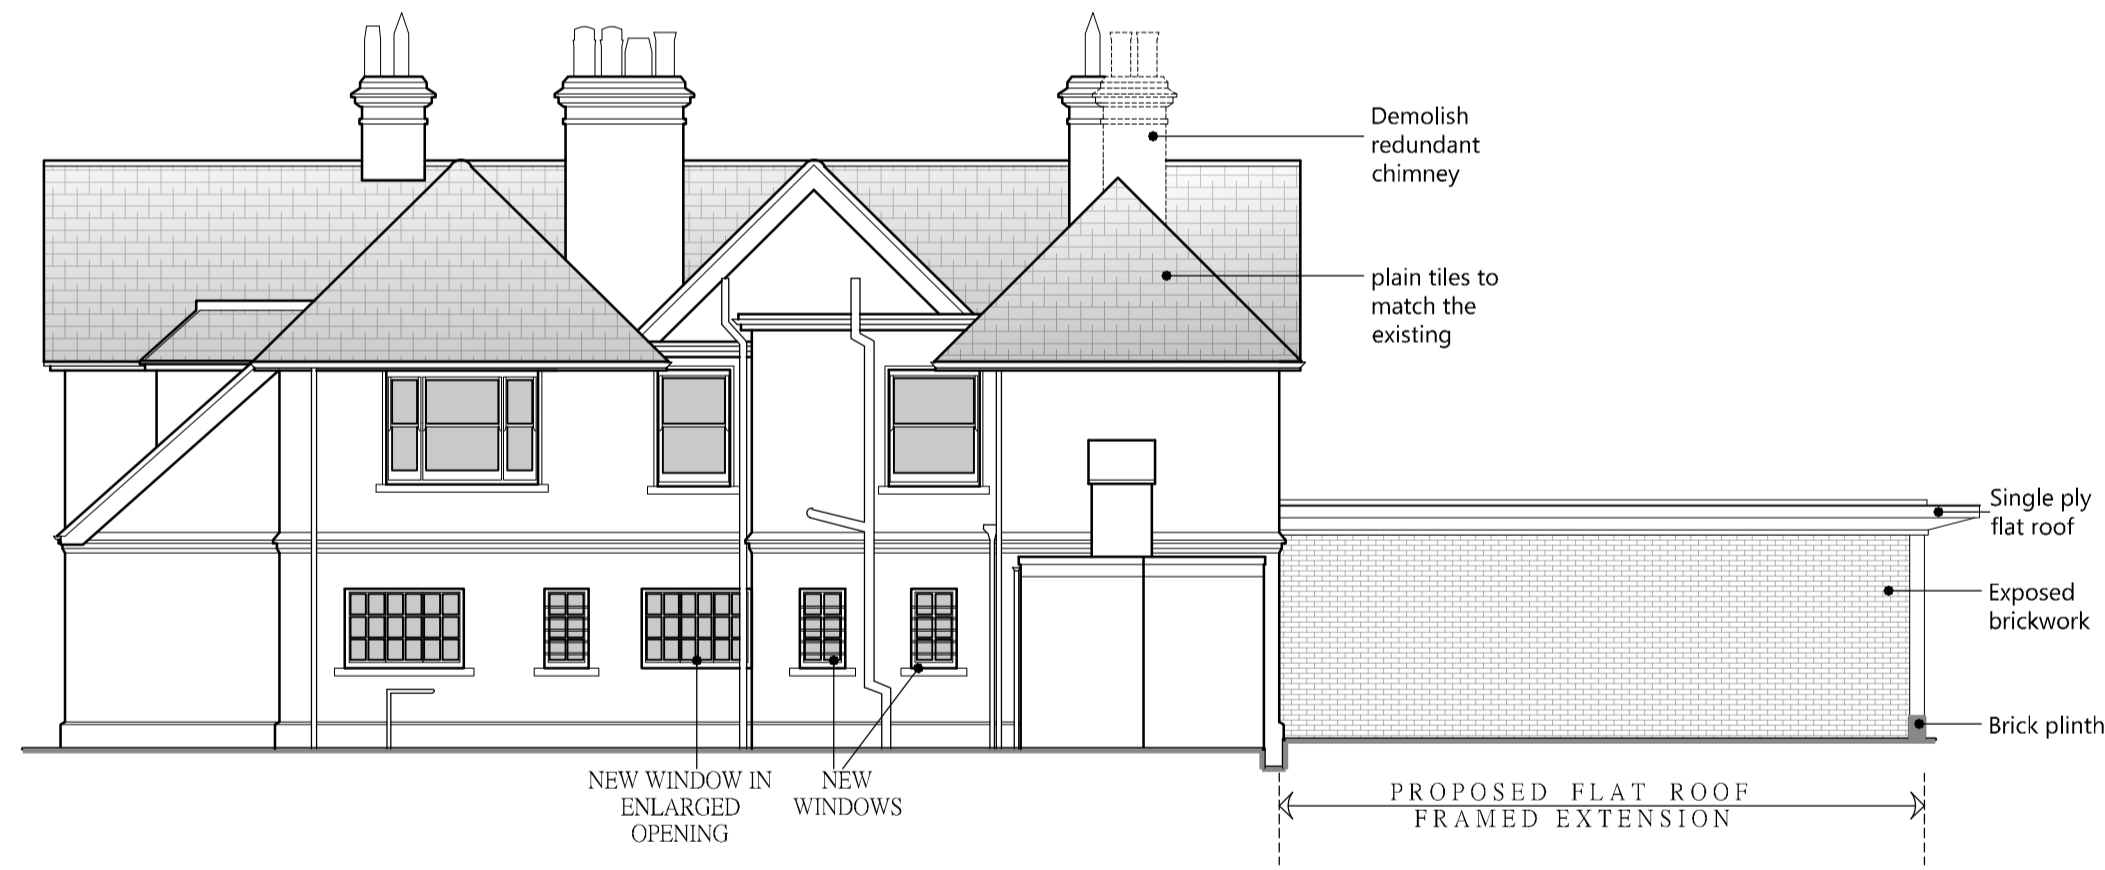 Demolish
redundant
chimney
plain tiles to
match the
existing
Single ply
flat roof
Exposed
brickwork
Brick plinth
NEW WINDOW IN
ENLARGED
OPENING
NEW
WINDOWS
PROPOSED FLAT ROOF
FRAMED EXTENSION